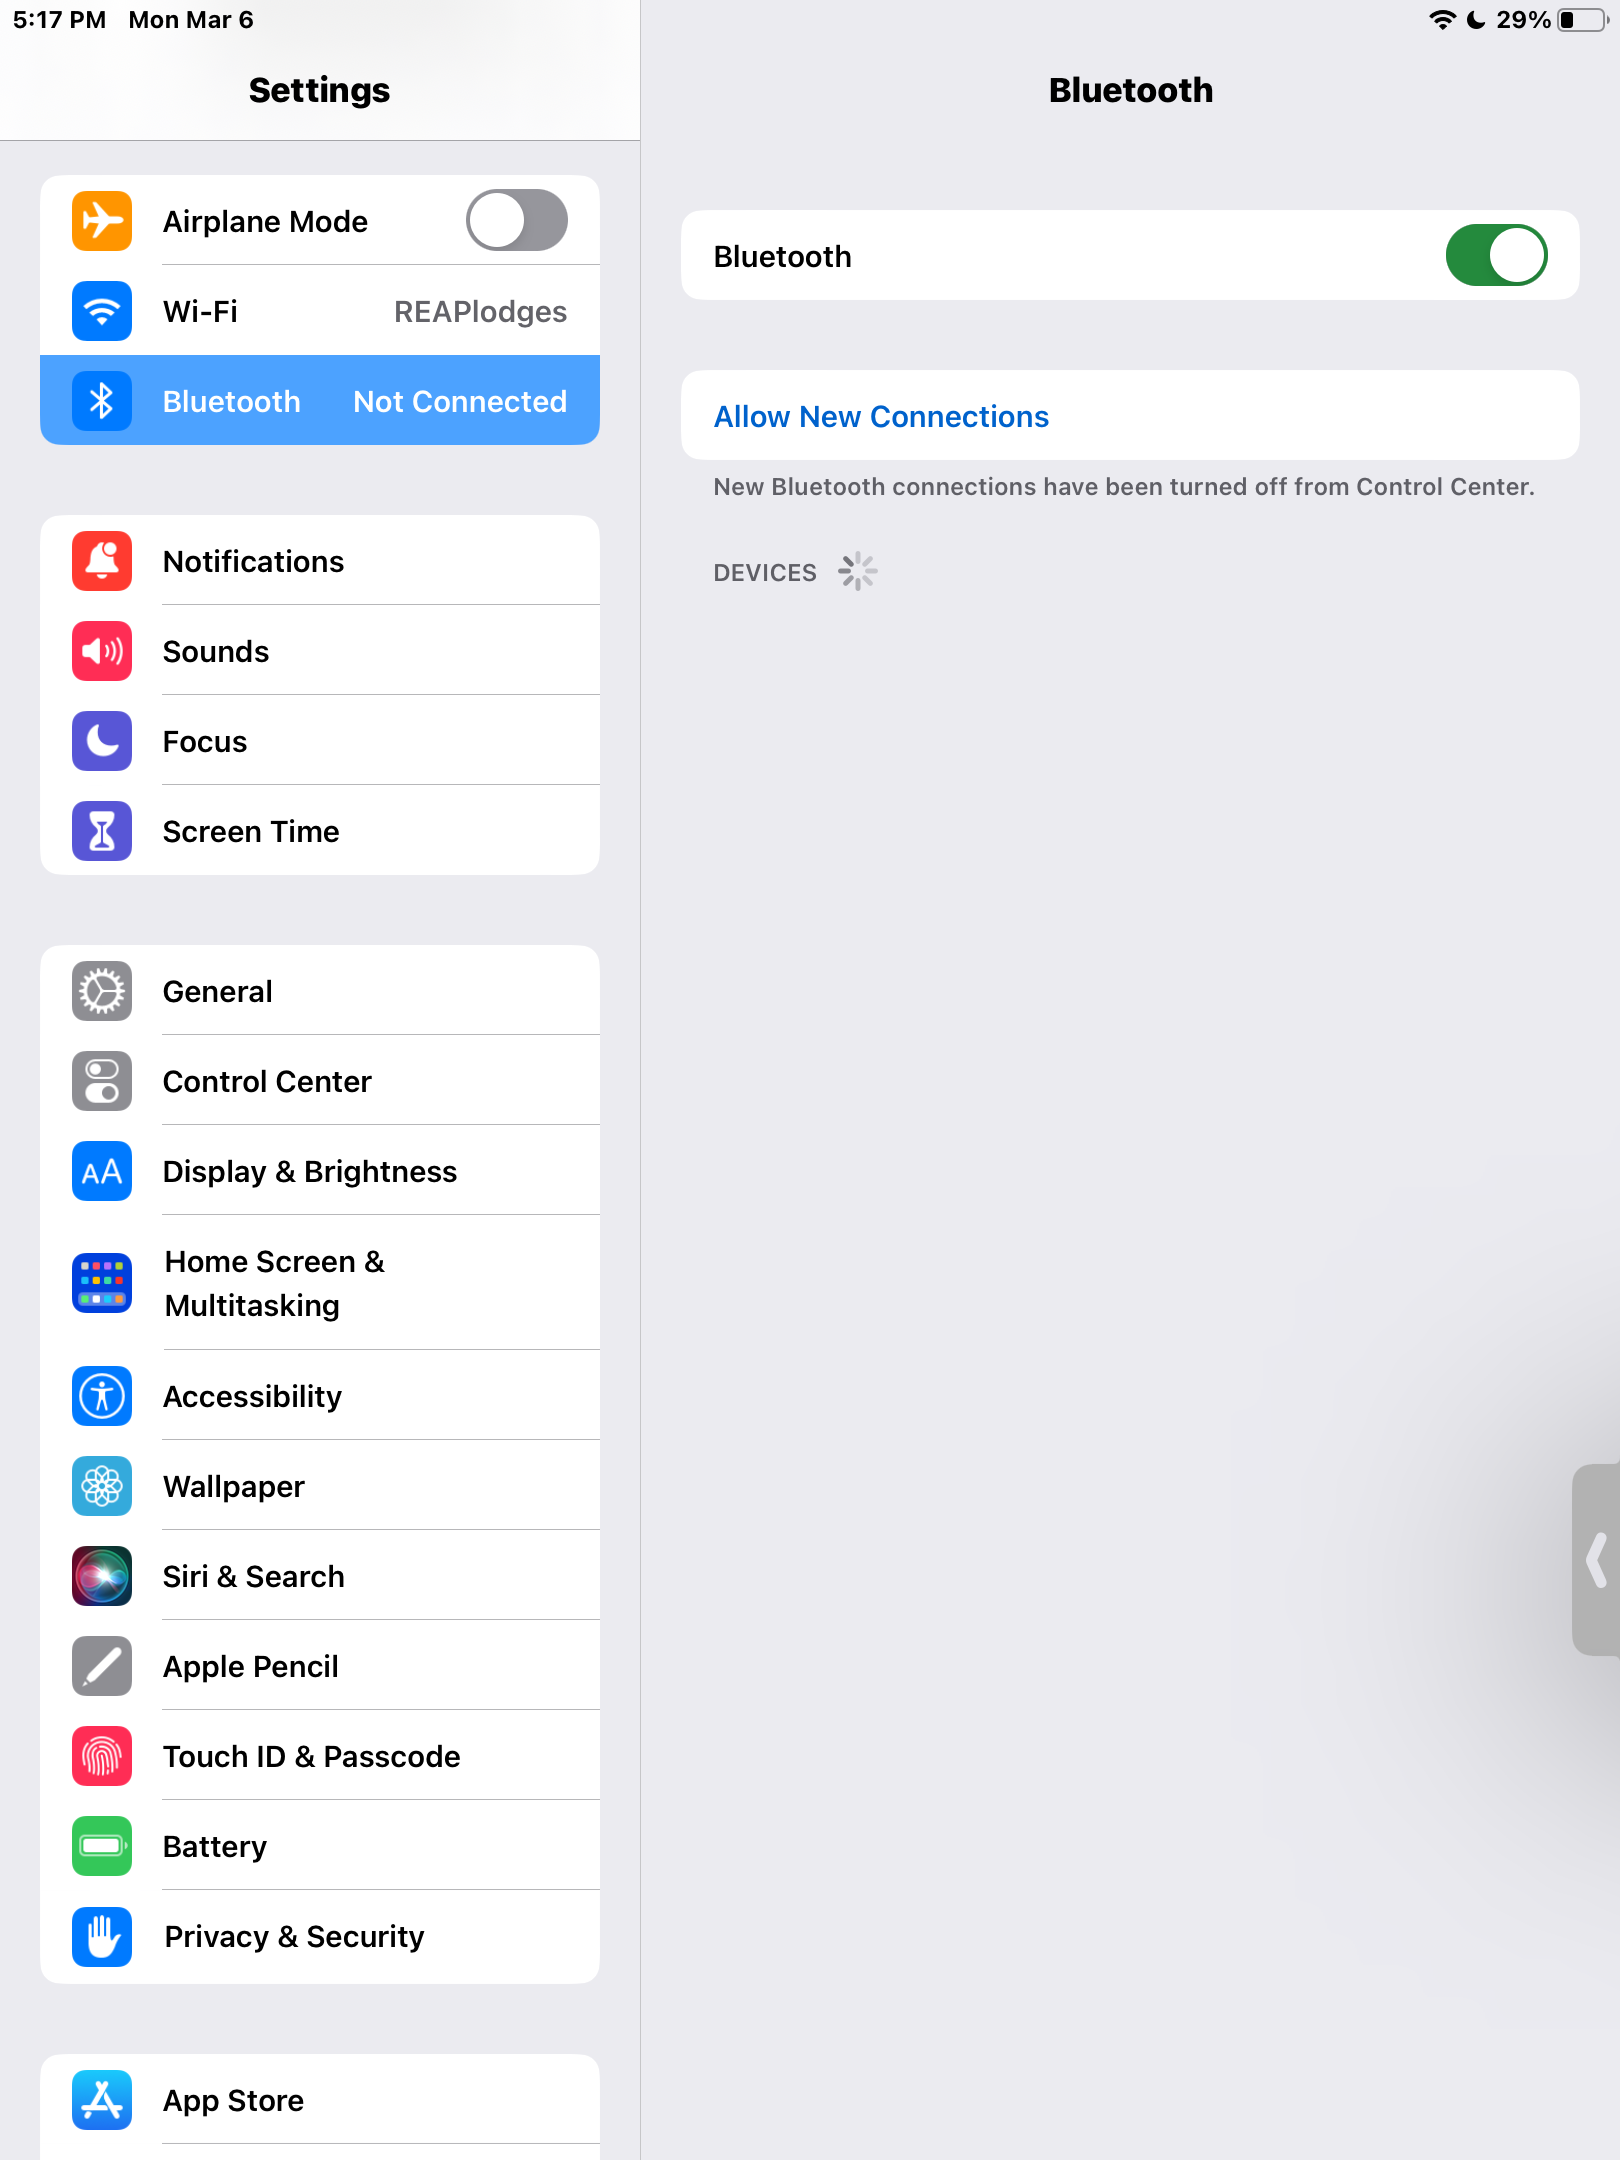 5:17 PM Mon Mar 6
29%
Settings
Airplane Mode
Wi-Fi REAPlodges
Bluetooth Not Connected
Notifications
Sounds
Focus
Screen Time
General
Control Center
AA Display & Brightness
Home Screen &
Multitasking
Accessibility
Wallpaper
Siri & Search
Apple Pencil
Touch ID & Passcode
Battery
Privacy & Security
App Store
Bluetooth
Bluetooth
Allow New Connections
New Bluetooth connections have been turned off from Control Center.
DEVICES